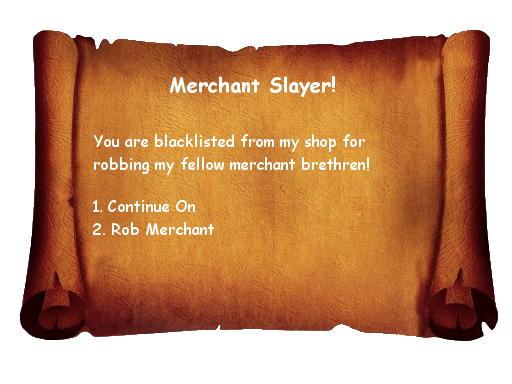 Merchant Slayer!
You are blacklisted from my shop for
robbing my fellow merchant brethren!
1. Continue On
2. Rob Merchant